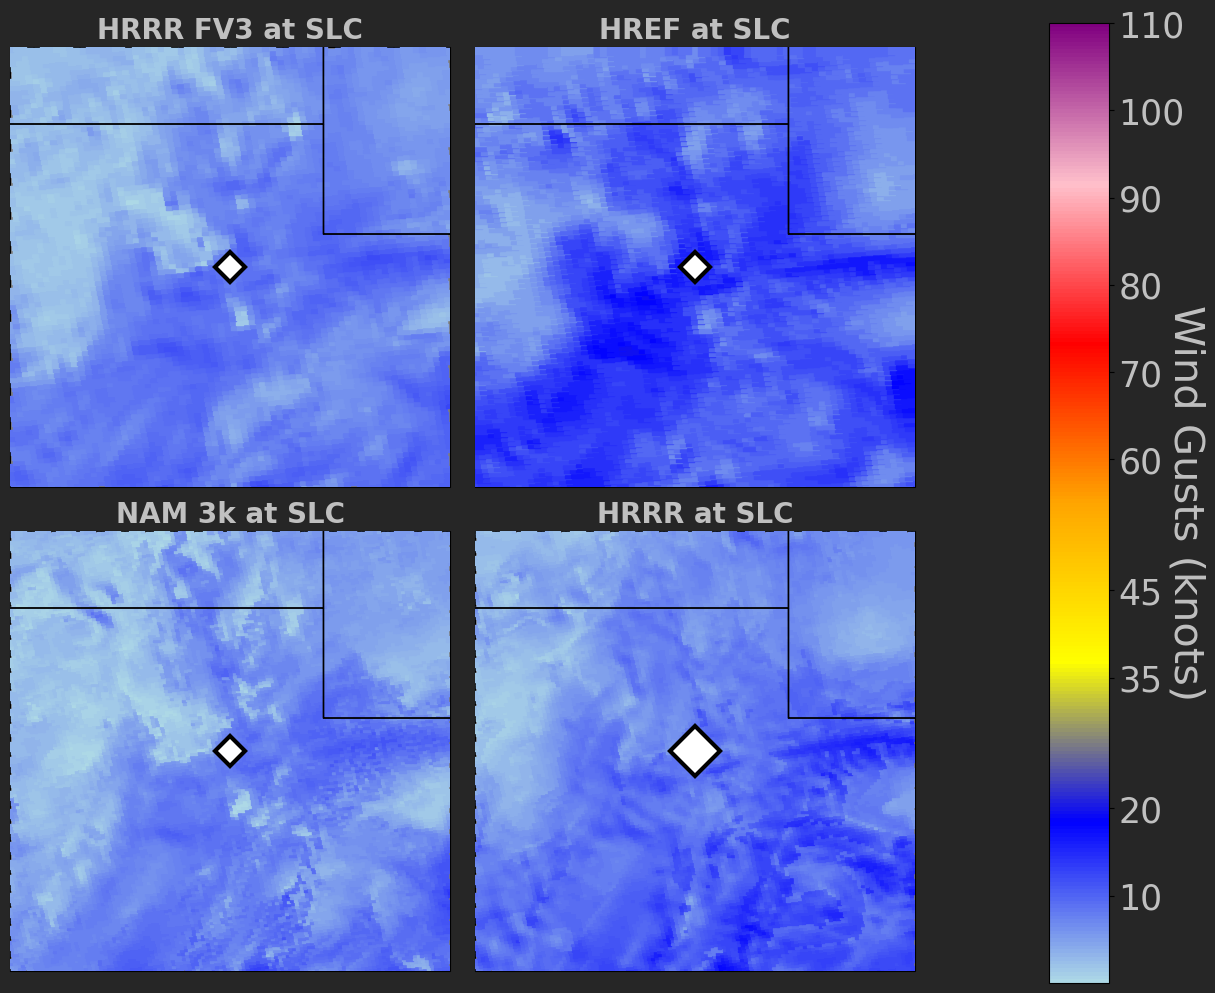 HRRR FV3 at SLC
HREF at SLC
NAM 3k at SLC
HRRR at SLC
110
100
90
80
70
60
45
35
20
10
Wind Gusts (knots)